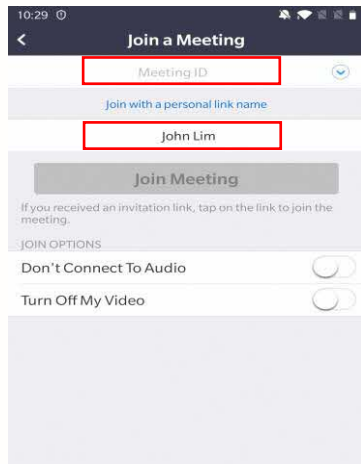 10:29
Join a Meeting
Meeting ID
Join with a personal link name
John Lim
Join Meeting
If you received an invitation link, tap on the link to join the
meeting.
JOIN OPTIONS
Don't Connect To Audio
Turn Off My Video